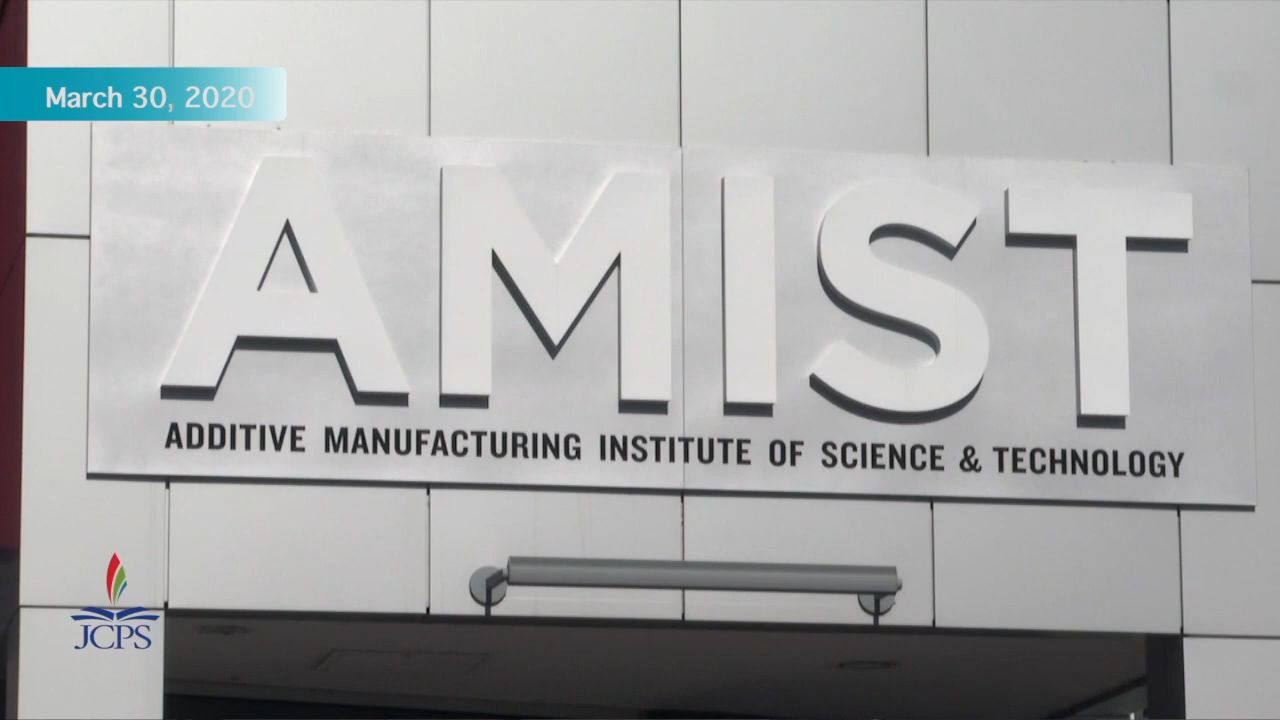 March 30, 2020
AMIST
ADDITIVE MANUFACTURING INSTITUTE OF SCIENCE & TECHNOLOGY
JCPS